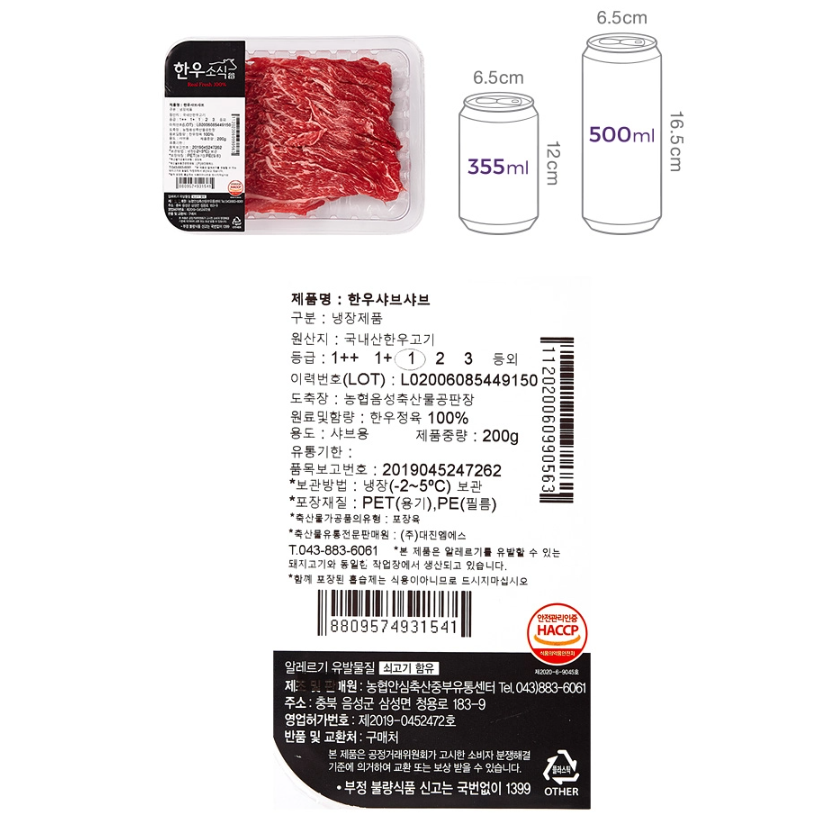 한우소식
Best Fresh 100%
6.5cm
355ml
12cm
6.5cm
500ml
16.5cm
제품명 : 한우샤브샤브
구분 : 냉장제품
원산지 : 국내산한우고기
등급 : 1++ 1+ 1 2 3 등외
이력번호(LOT) : L02006085449150
도축장 : 농협음성축산물공판장
원료및함량 : 한우정육 100%
용도 : 샤브용 제품중량 : 200g
유통기한 :
품목보고번호 : 2019045247262
*보관방법 : 냉장(-2~5℃) 보관
*포장재질 : PET(용기),PE(필름)
*축산물가공품의유형 : 포장육
*축산물유통전문판매원 : (주)대진엠에스
T.043-883-6061 *본 제품은 알레르기를 유발할 수 있는
돼지고기와 동일한 작업장에서 생산되고 있습니다.
*함께 포장된 흡습제는 식용이아니므로 드시지마십시오
112020060990563
8809574931541
안전관리인증
HACCP
식품의약품안전처
제2020-6-9045호
알레르기 유발물질 쇠고기 함유
제조 및 판매원 : 농협안심축산중부유통센터 Tel. 043)883-6061
주소 : 충북 음성군 삼성면 청용로 183-9
영업허가번호 : 제2019-0452472호
반품 및 교환처 : 구매처
본 제품은 공정거래위원회가 고시한 소비자 분쟁해결
기준에 의거하여 교환 또는 보상 받을 수 있습니다.
• 부정 불량식품 신고는 국번없이 1399
플라스틱
OTHER